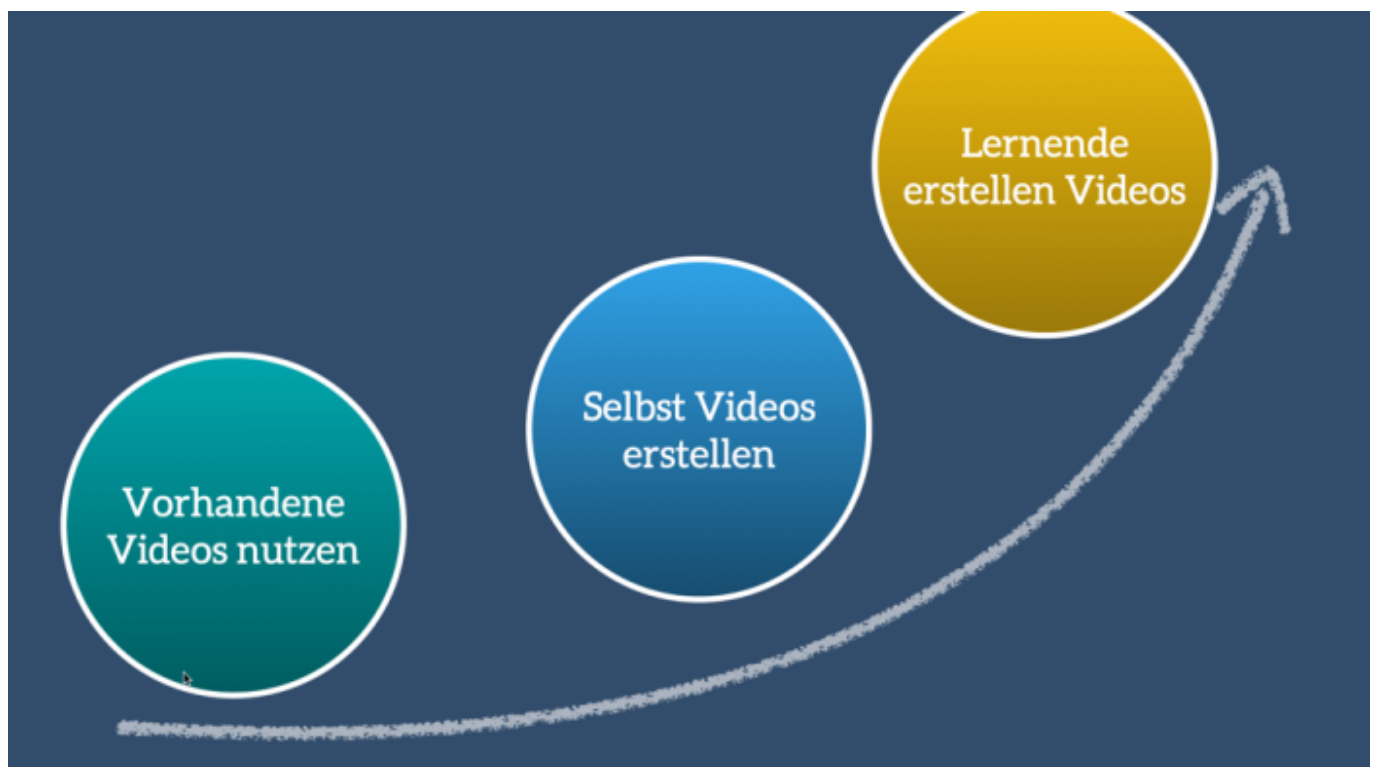 Vorhandene
Videos nutzen
Selbst Videos
erstellen
Lernende
erstellen Videos